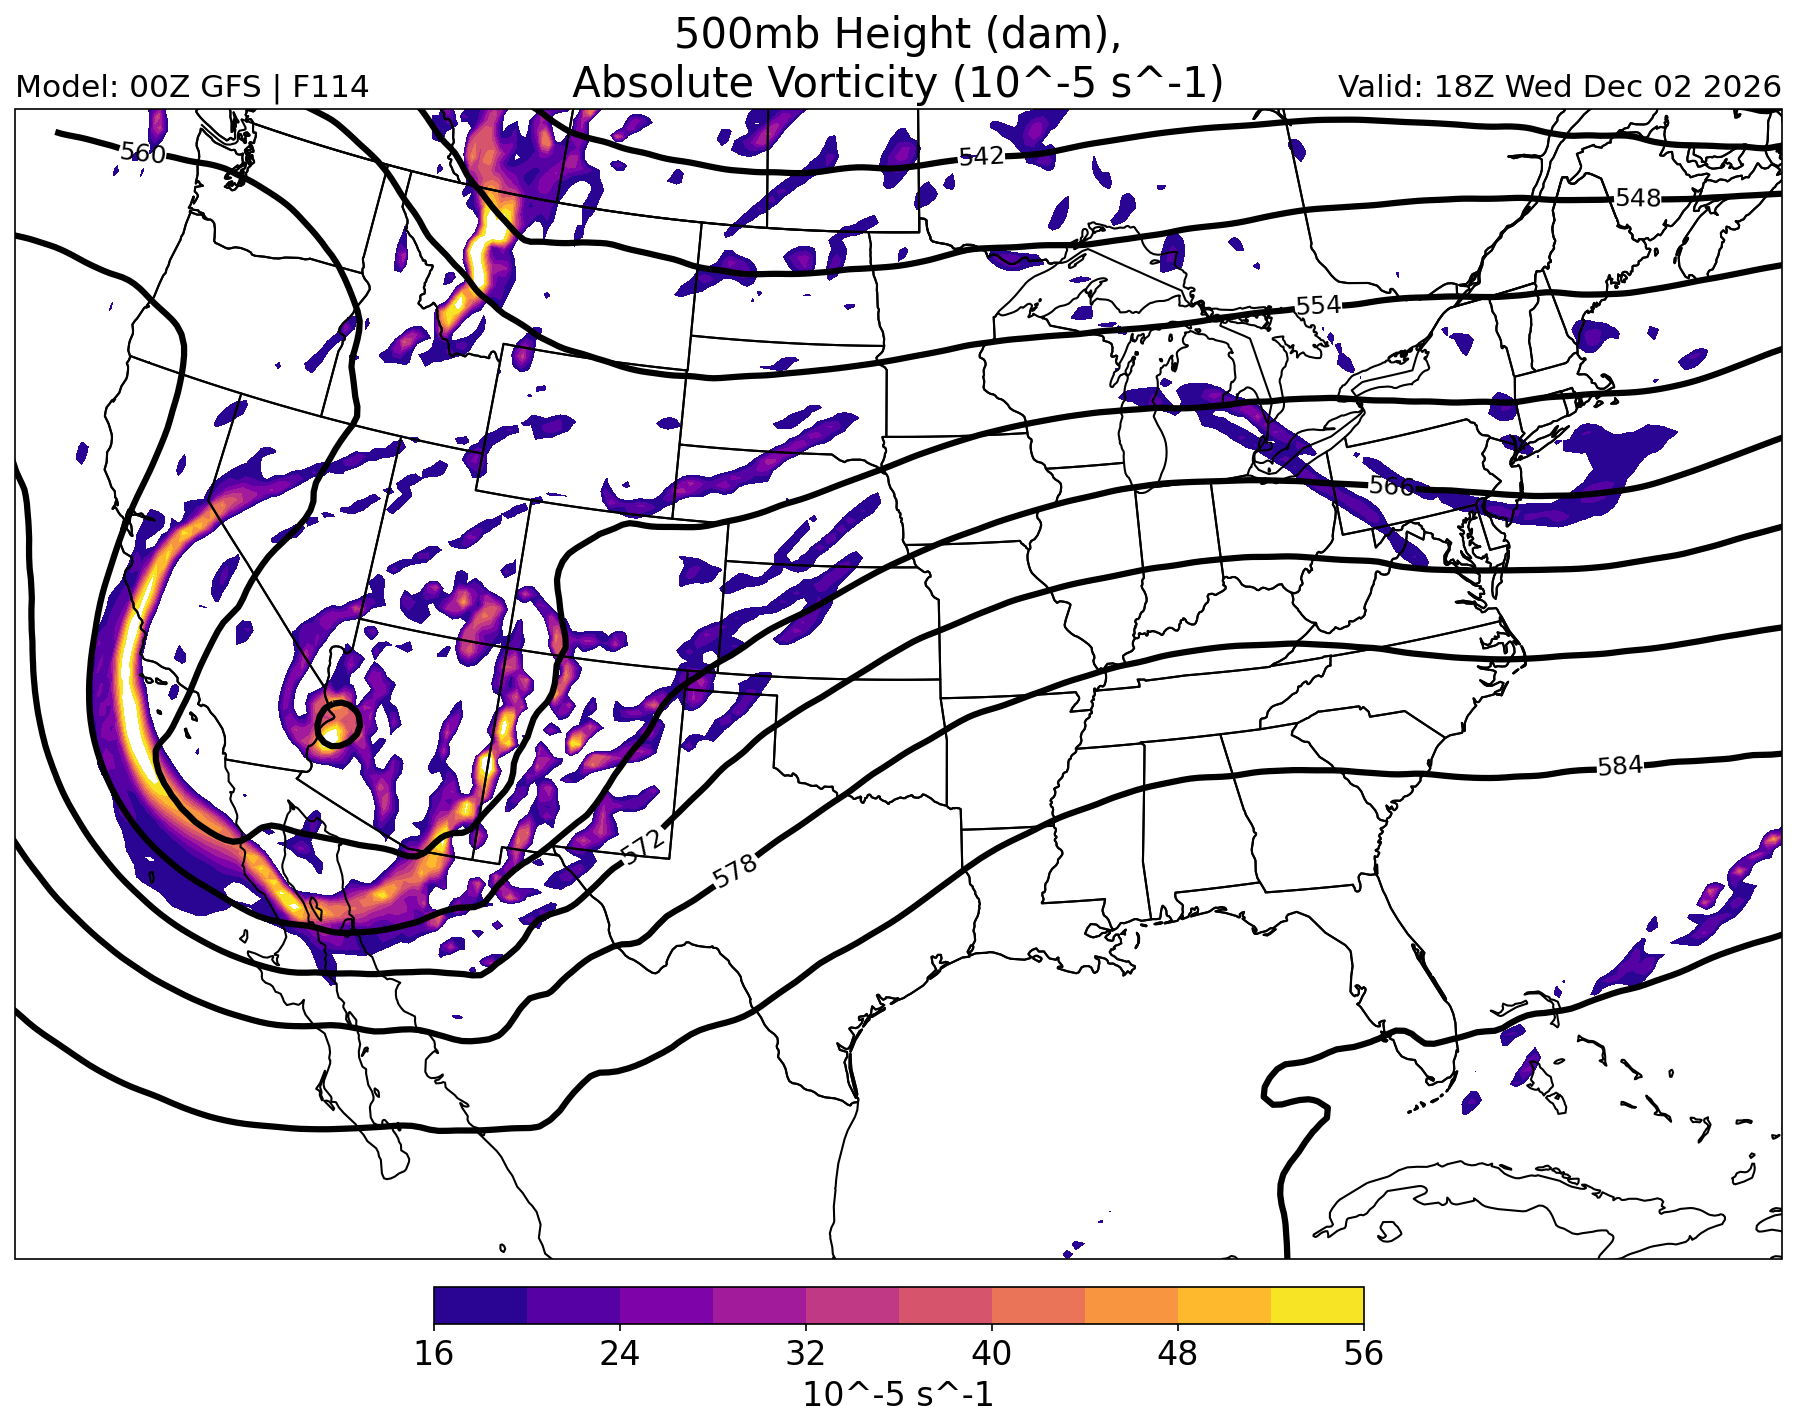 500mb Height (dam),
Model: 00Z GFS | F114
Absolute Vorticity (10^-5 s^-1)
Valid: 18Z Wed Dec 02 2026
560
542
548
554
566
572
578
584
16
24
32
40
48
56
10^-5 s^-1